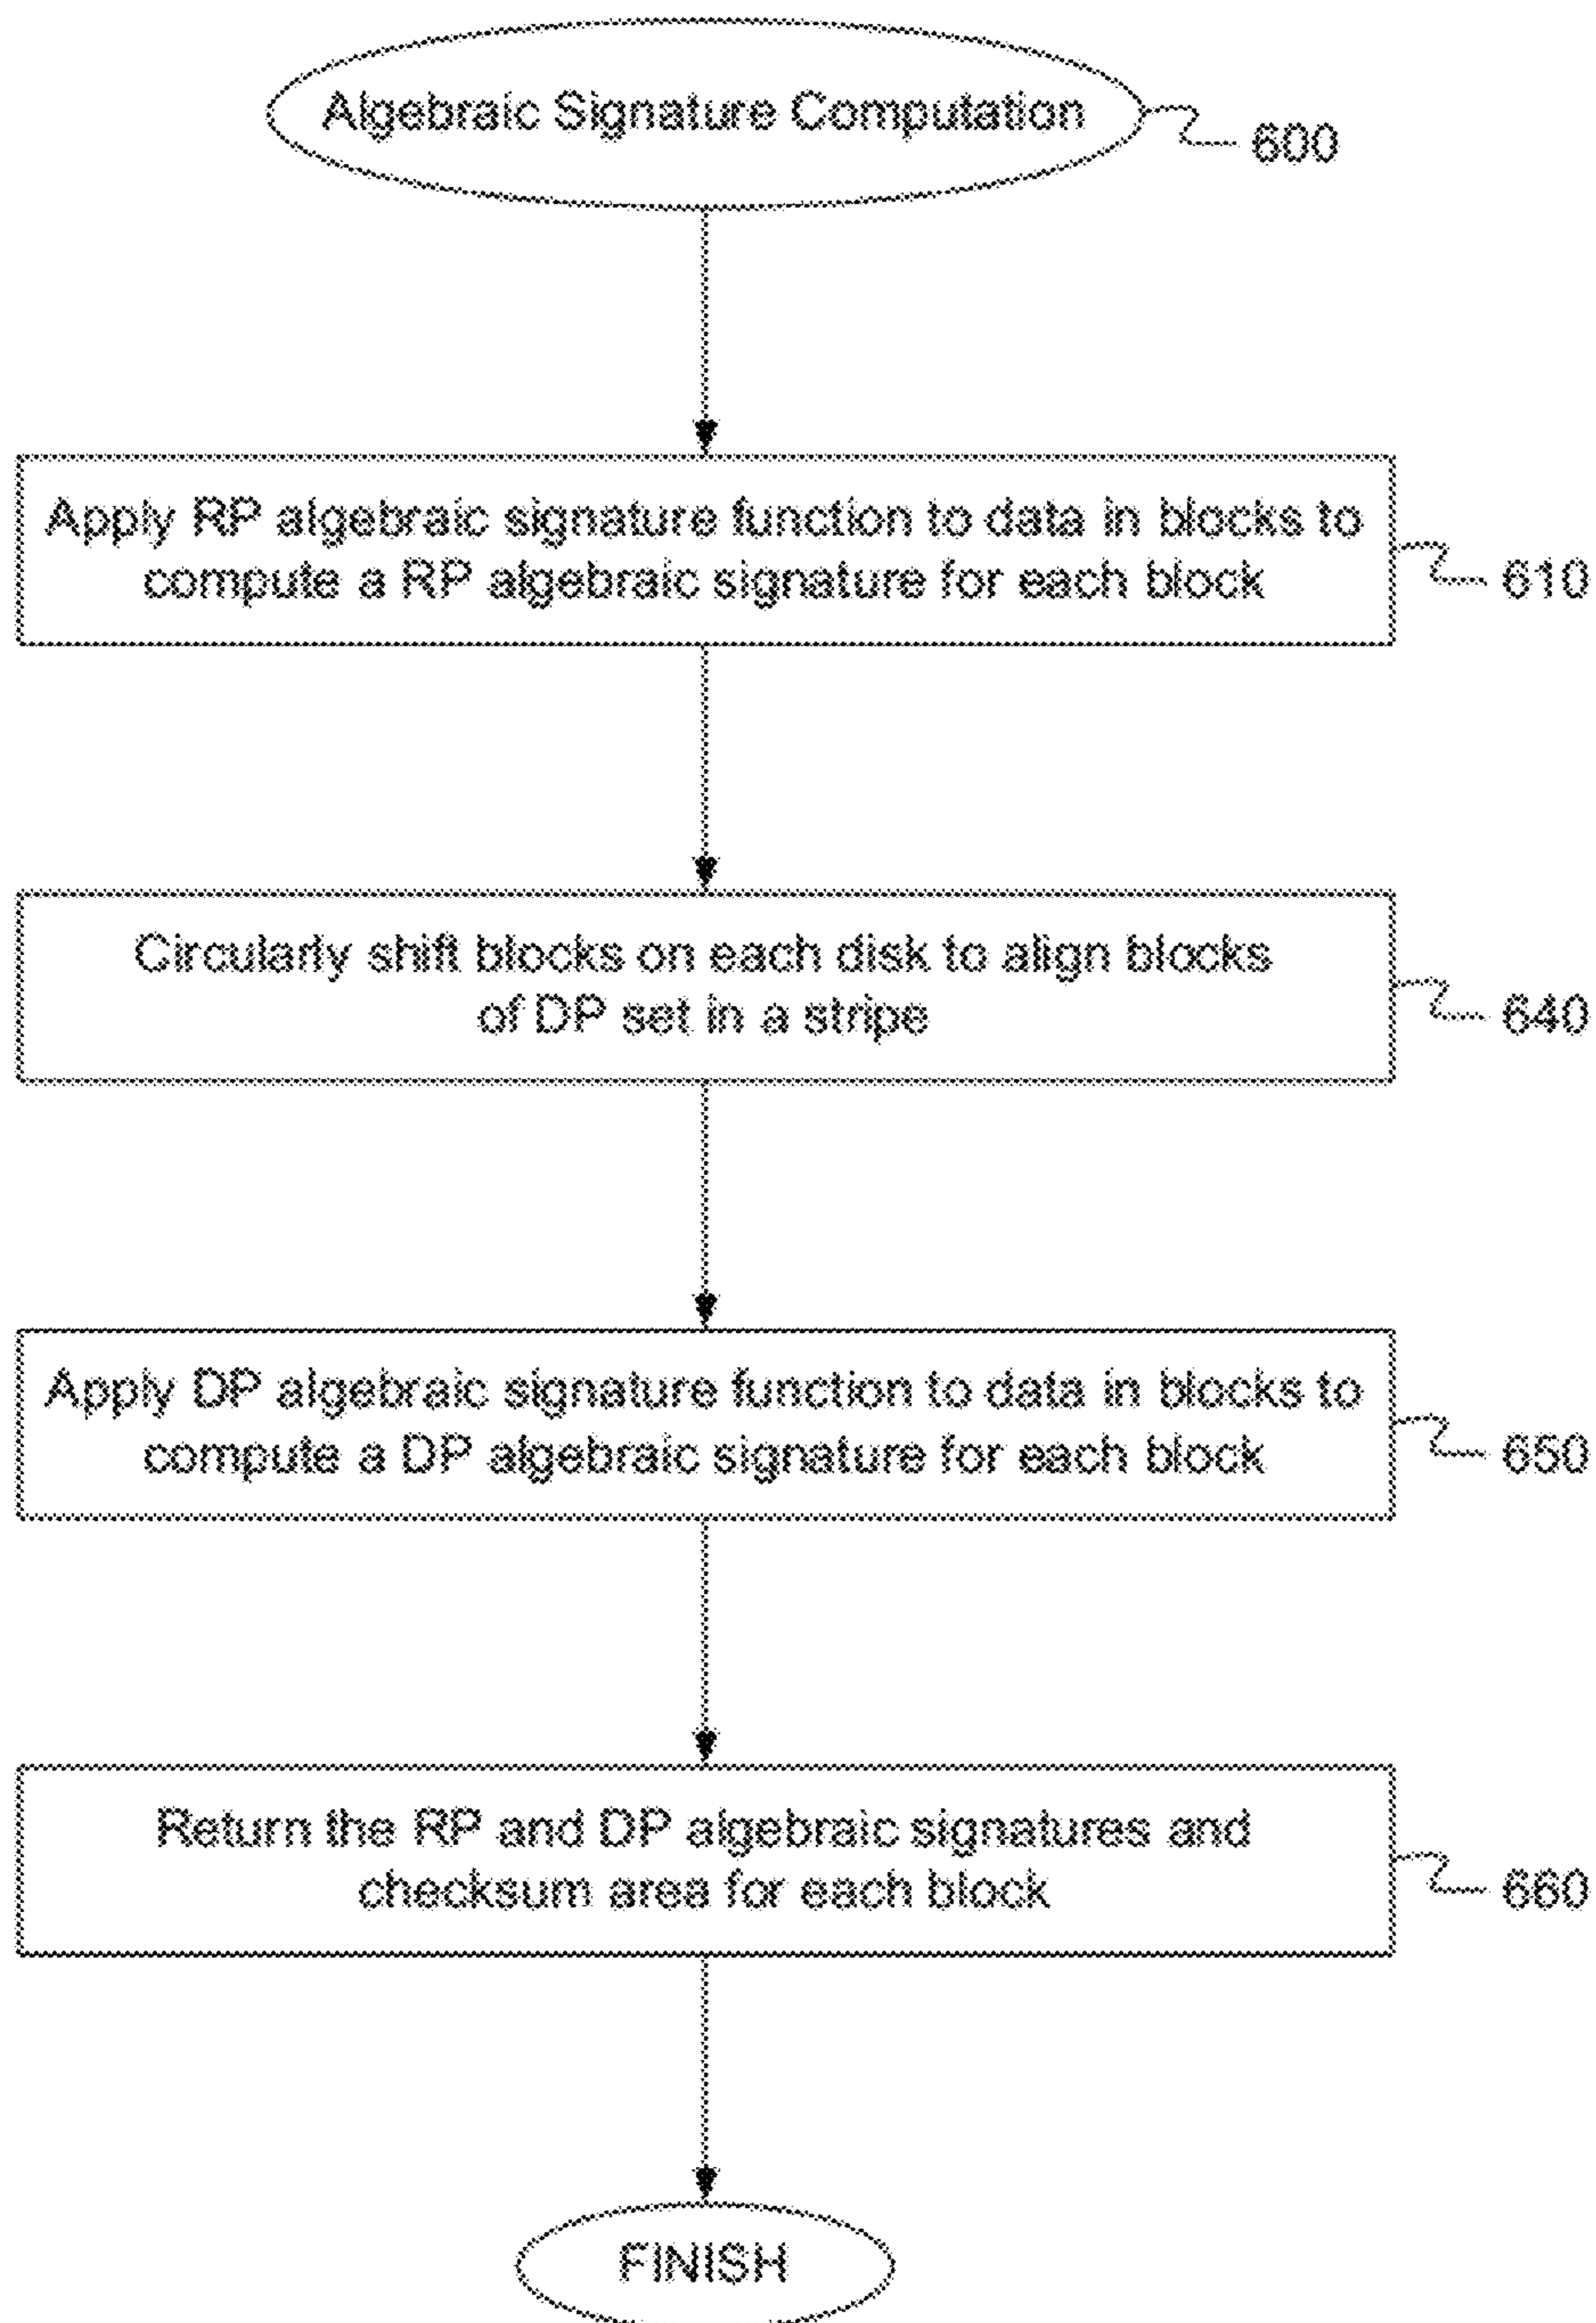 Algebraic Signature Computation
600
Apply RP algebraic signature function to data in blocks to
compute a RP algebraic signature for each block
610
Circularly shift blocks on each disk to align blocks
of DP set in a stripe
640
Apply DP algebraic signature function to data in blocks to
compute a DP algebraic signature for each block
650
Return the RP and DP algebraic signatures and
checksum area for each block
660
FINISH